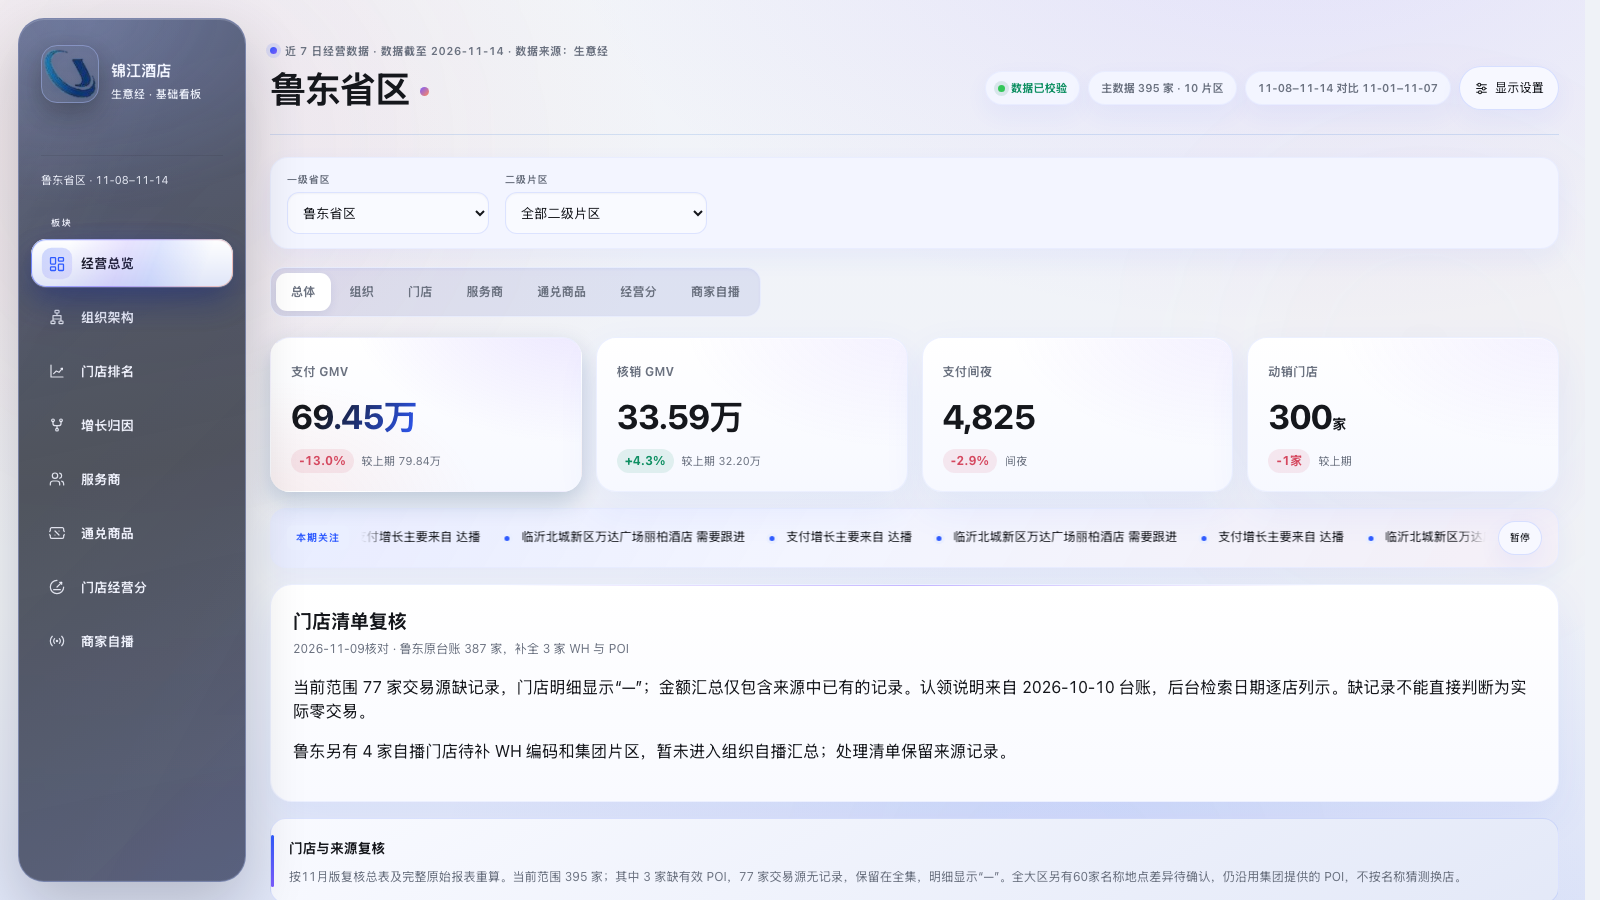 锦江酒店
生意经 · 基础看板
鲁东省区 · 11-08–11-14
板块
经营总览
组织架构
门店排名
增长归因
服务商
通兑商品
门店经营分
商家自播
近 7 日经营数据 · 数据截至 2026-11-14 · 数据来源：生意经
鲁东省区
数据已校验
主数据 395 家 · 10 片区
11-08–11-14 对比 11-01–11-07
显示设置
一级省区
二级片区
鲁东省区
全部二级片区
总体 组织 门店 服务商 通兑商品 经营分 商家自播
支付 GMV
69.45万
-13.0% 较上期 79.84万
核销 GMV
33.59万
+4.3% 较上期 32.20万
支付间夜
4,825
-2.9% 间夜
动销门店
300家
-1家 较上期
本期关注 付增长主要来自 达播 • 临沂北城新区万达广场丽柏酒店 需要跟进 • 支付增长主要来自 达播 • 临沂北城新区万达广场丽柏酒店 需要跟进 • 支付增长主要来自 达播 • 临沂北城新区万达 暂停
门店清单复核
2026-11-09核对 · 鲁东原台账 387 家，补全 3 家 WH 与 POI
当前范围 77 家交易源缺记录，门店明细显示“—”；金额汇总仅包含来源中已有的记录。认领说明来自 2026-10-10 台账，后台检索日期逐店列示。缺记录不能直接判断为实
际零交易。
鲁东另有 4 家自播门店待补 WH 编码和集团片区，暂未进入组织自播汇总；处理清单保留来源记录。
门店与来源复核
按11月版复核总表及完整原始报表重算。当前范围 395 家；其中 3 家缺有效 POI，77 家交易源无记录，保留在全集，明细显示“—”。全大区另有60家名称地点差异待确认，仍沿用集团提供的 POI，不按名称猜测换店。